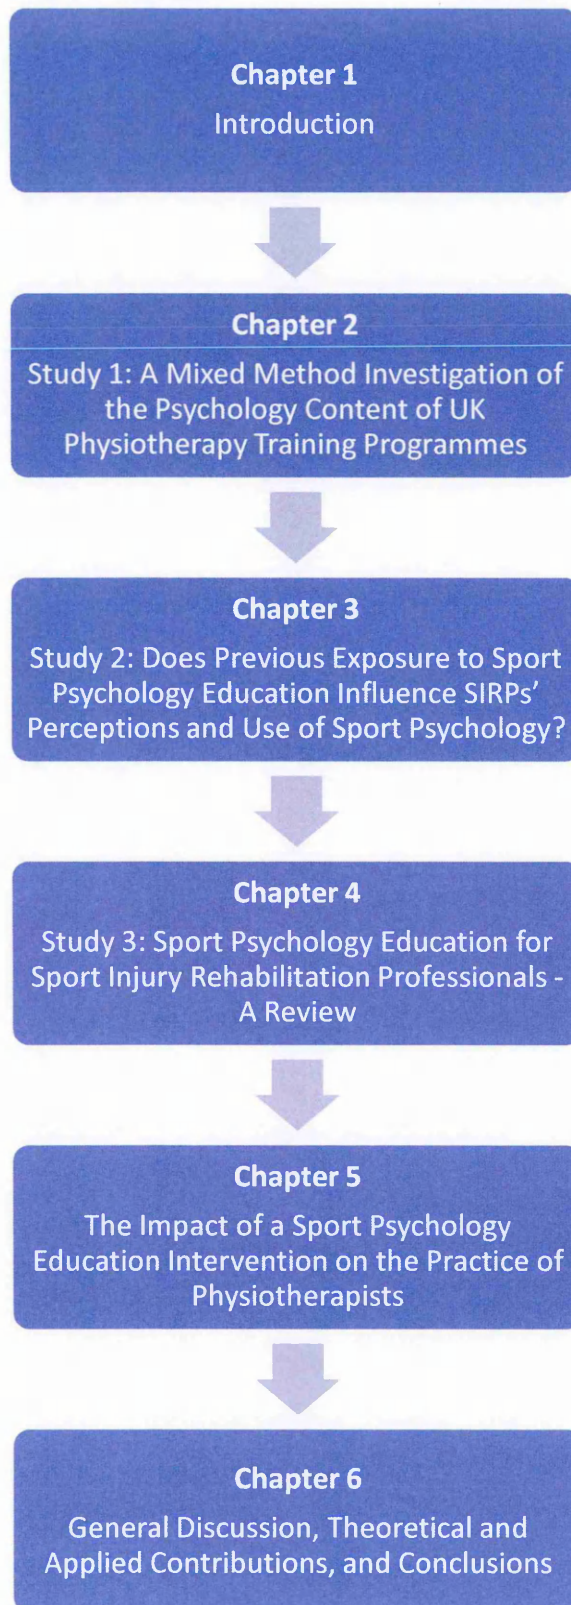 Chapter 1
Introduction
Chapter 2
Study 1: A Mixed Method Investigation of
the Psychology Content of UK
Physiotherapy Training Programmes
Chapter 3
Study 2: Does Previous Exposure to Sport
Psychology Education Influence SIRPs'
Perceptions and Use of Sport Psychology?
Chapter 4
Study 3: Sport Psychology Education for
Sport Injury Rehabilitation Professionals -
A Review
Chapter 5
The Impact of a Sport Psychology
Education Intervention on the Practice of
Physiotherapists
Chapter 6
General Discussion, Theoretical and
Applied Contributions, and Conclusions